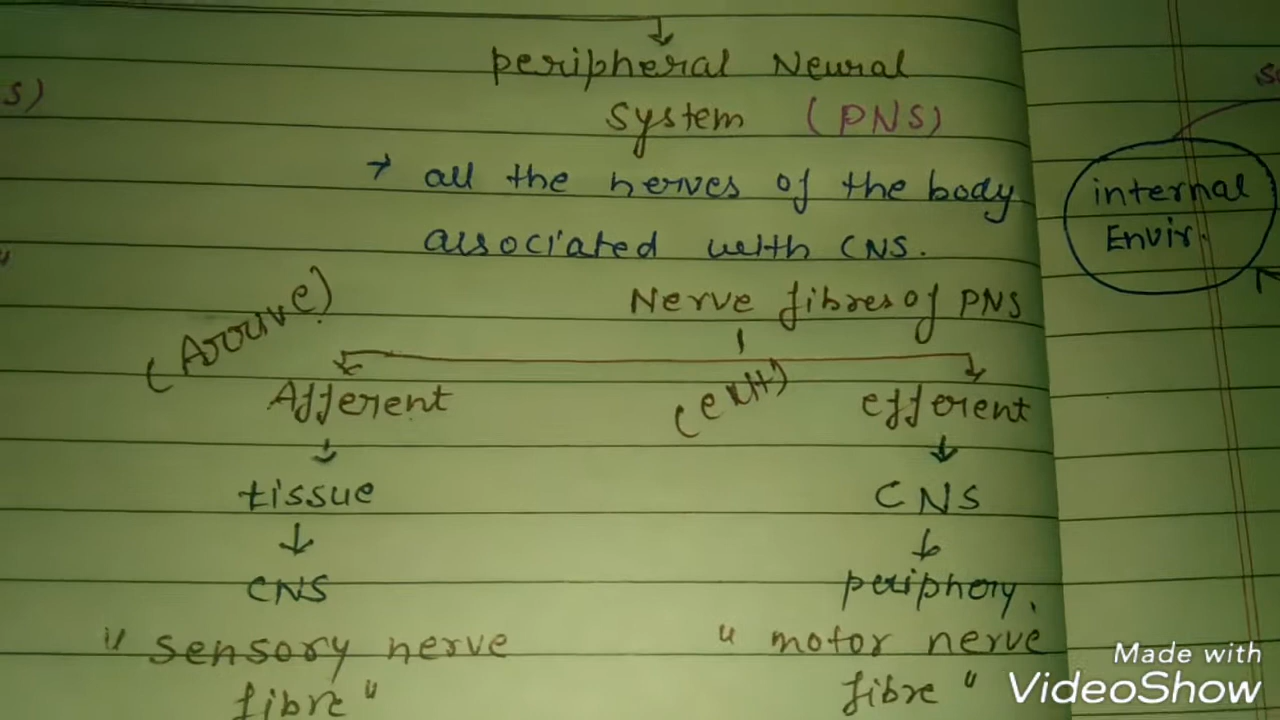 Peripheral Neural
System (PNS)
s)
→ all the nerves of the body
associated with CNS.
internal
Envir.
Nerve fibres of PNS
(Arrive)
(exit)
Afferent
efferent
tissue
CNS
CNS
periphery.
"sensory nerve
fibre"
"motor nerve
fibre"
Made with
VideoShow